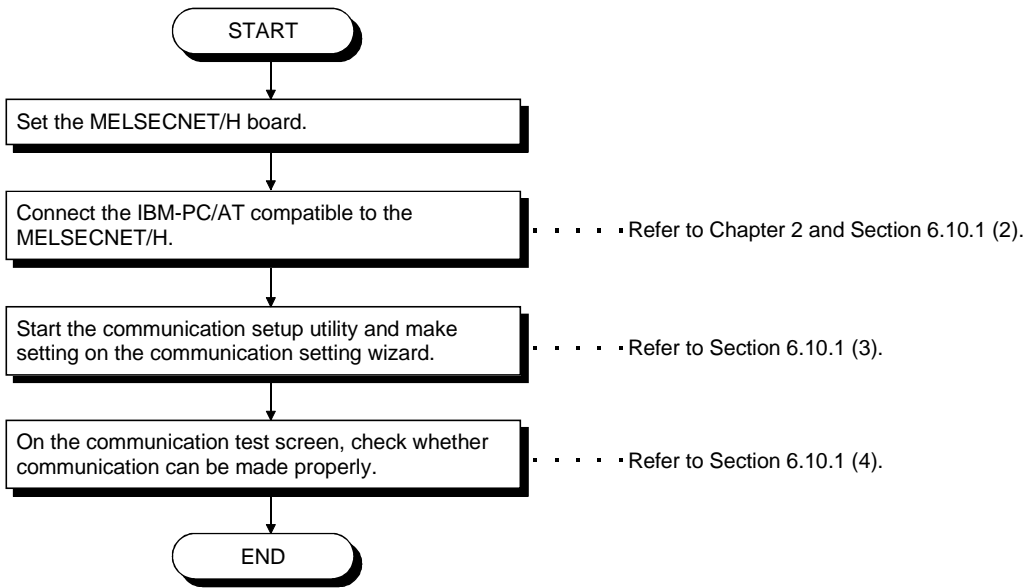 START
Set the MELSECNET/H board.
Connect the IBM-PC/AT compatible to the
MELSECNET/H.
Refer to Chapter 2 and Section 6.10.1 (2).
Start the communication setup utility and make
setting on the communication setting wizard.
Refer to Section 6.10.1 (3).
On the communication test screen, check whether
communication can be made properly.
Refer to Section 6.10.1 (4).
END